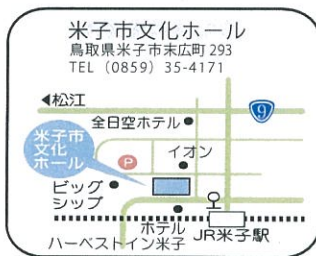 米子市文化ホール
鳥取県米子市末広町 293
TEL (0859) 35-4171
◀松江
9
全日空ホテル
米子市
文化
ホール
P
イオン
ビッグ
シップ
ホテル
ハーベストイン米子
JR米子駅